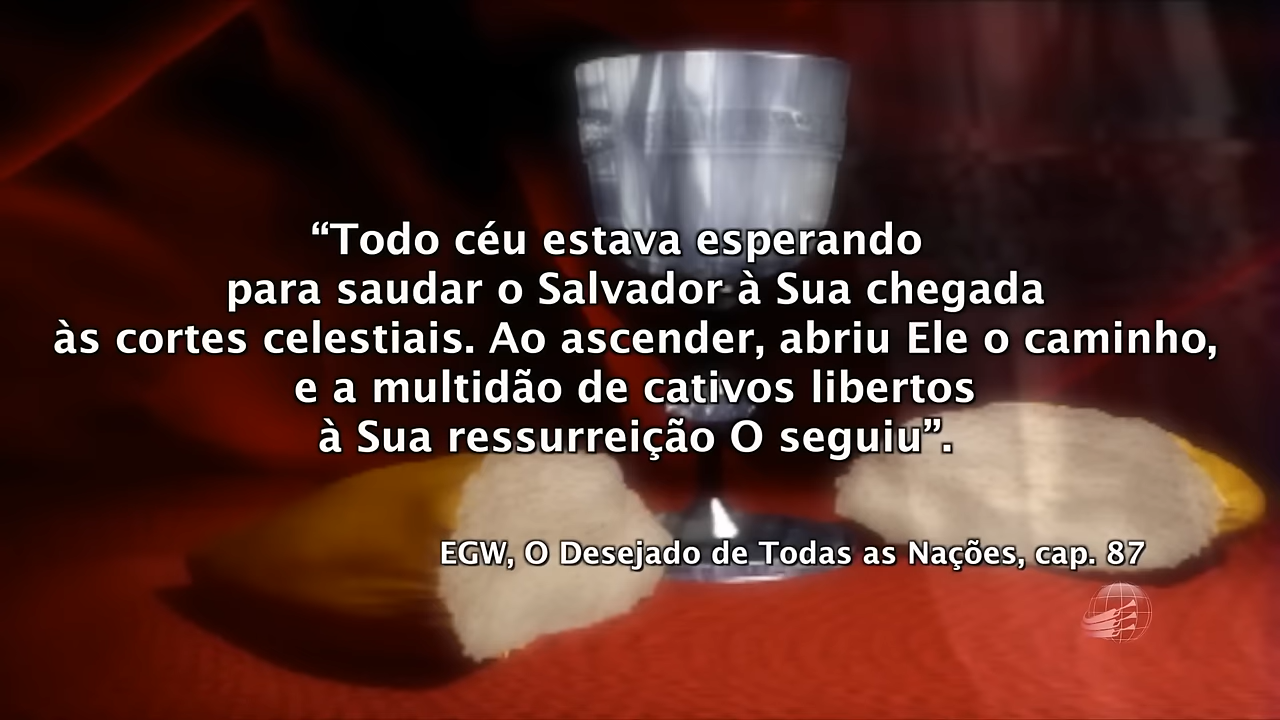 “Todo céu estava esperando
para saudar o Salvador à Sua chegada
às cortes celestiais. Ao ascender, abriu Ele o caminho,
e a multidão de cativos libertos
à Sua ressurreição O seguiu”.
EGW, O Desejado de Todas as Nações, cap. 87